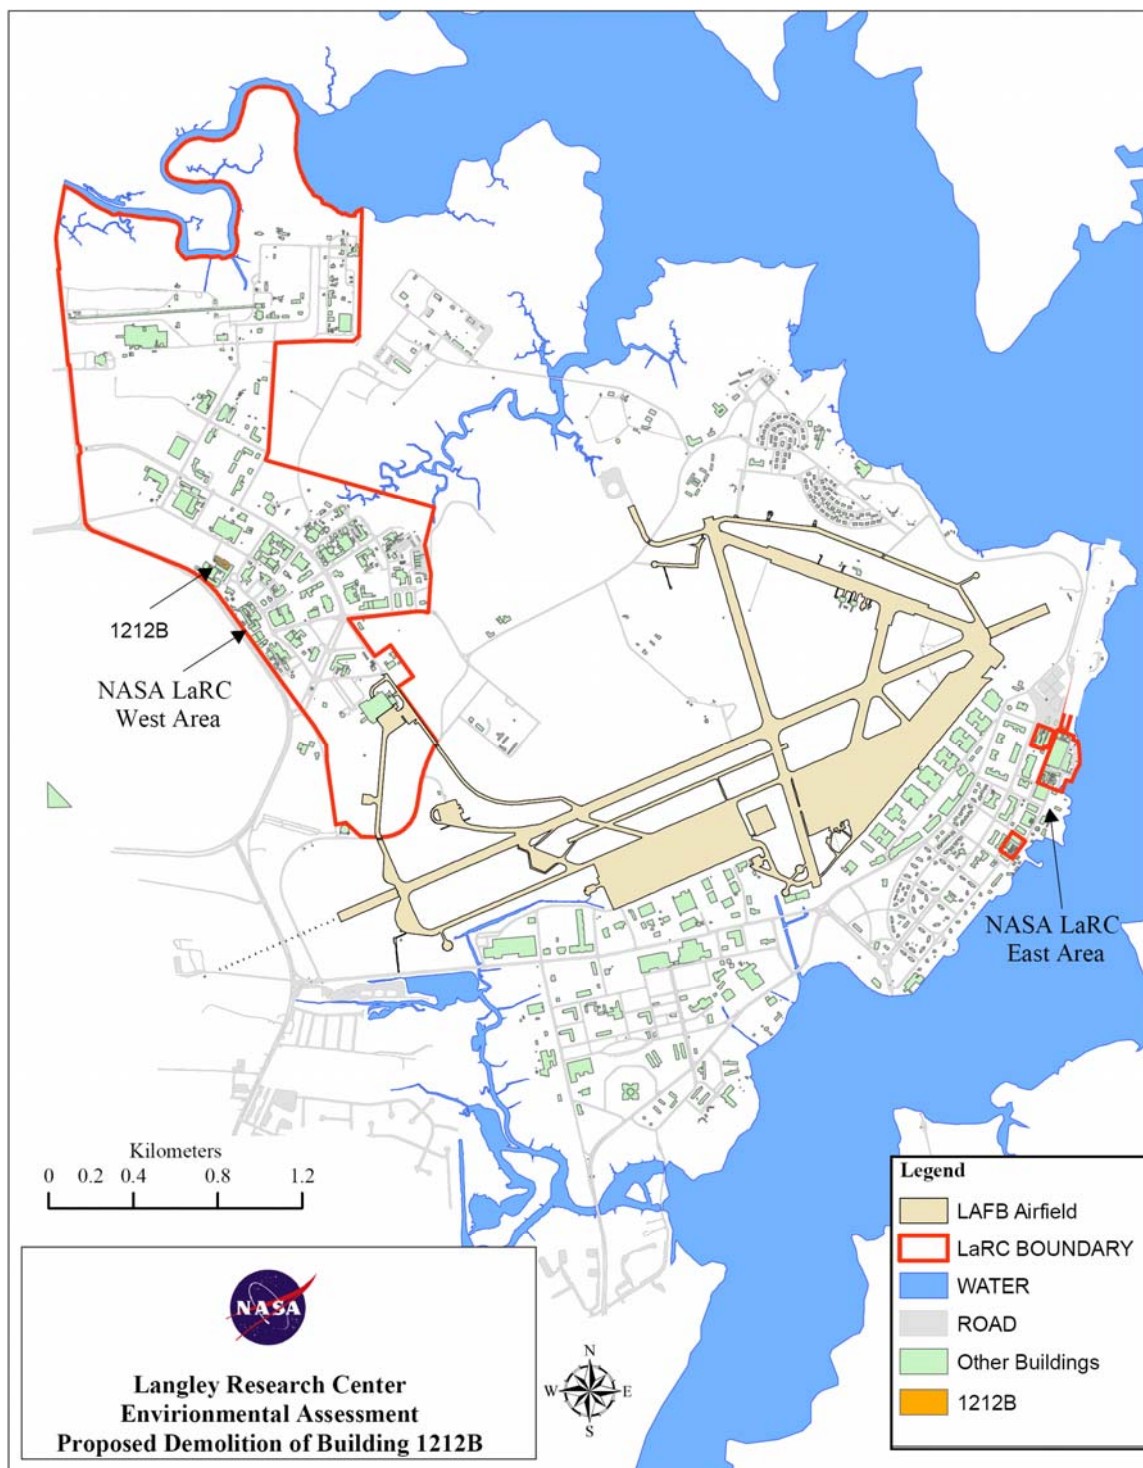 1212B
NASA LaRC
West Area
NASA LaRC
East Area
Kilometers
0 0.2 0.4 0.8 1.2
NASA
Langley Research Center
Envirionmental Assessment
Proposed Demolition of Building 1212B
N
W E
S
Legend
LAFB Airfield
LaRC BOUNDARY
WATER
ROAD
Other Buildings
1212B